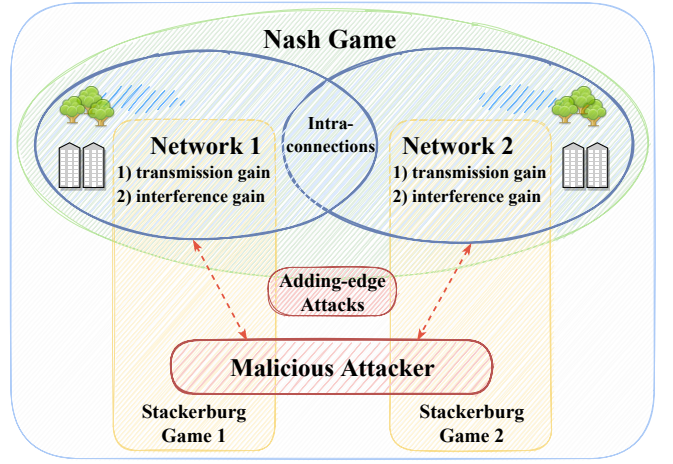 Nash Game
Intra-
connections
Network 1
1) transmission gain
2) interference gain
Network 2
1) transmission gain
2) interference gain
Adding-edge
Attacks
Malicious Attacker
Stackerburg
Game 1
Stackerburg
Game 2